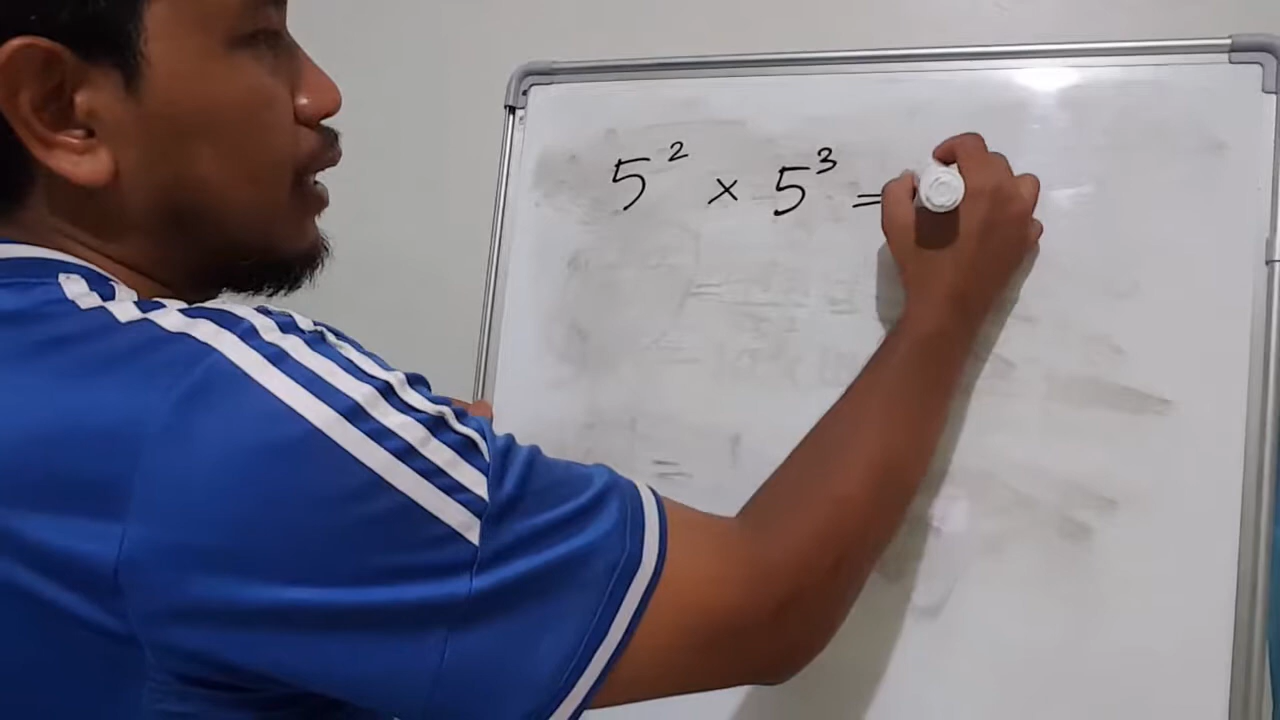 5² × 5³ =